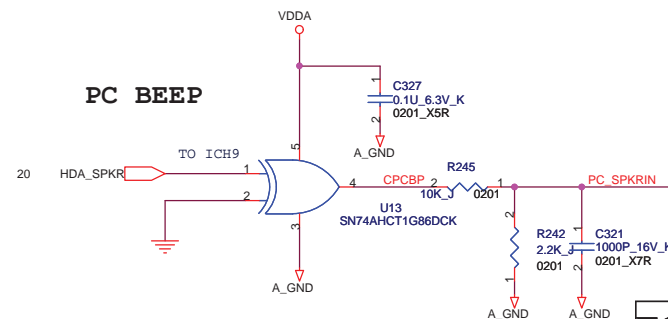 VDDA
PC BEEP
1
C327
0.1U_6.3V_K
2
0201_X5R
5
TO ICH9
A_GND
R245
20
HDA_SPKR
1
4
CPCBP
2
1
PC_SPKRIN
2
10K_J
0201
U13
SN74AHCT1G86DCK
3
2
R242
2.2K_J
0201
1
1
C321
1000P_16V_K
2
0201_X7R
A_GND
A_GND
A_GND